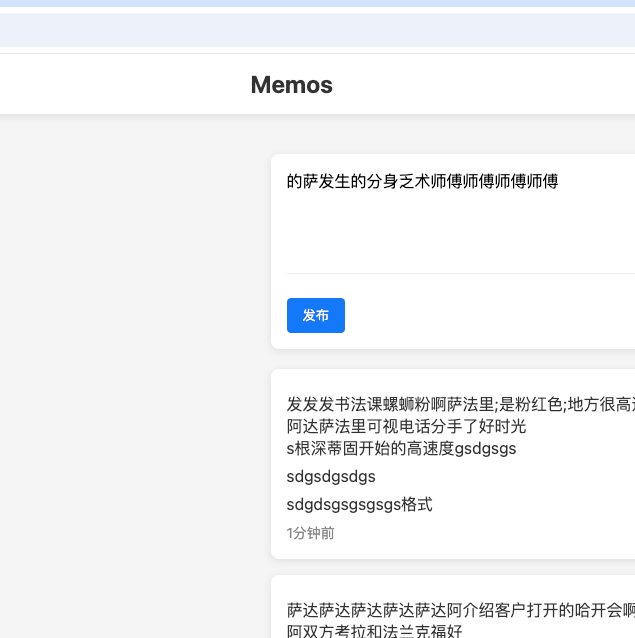 Memos
的萨发生的分身乏术师傅师傅师傅师傅
发布
发发发书法课螺蛳粉啊萨法里;是粉红色;地方很高
阿达萨法里可视电话分手了好时光
s根深蒂固开始的高速度gsdgsgs
sdgsdgsdgs
sdgdsgsgsgsgs格式
1分钟前
萨达萨达萨达萨达萨达阿介绍客户打开的哈开会啊
阿双方考拉和法兰克福好